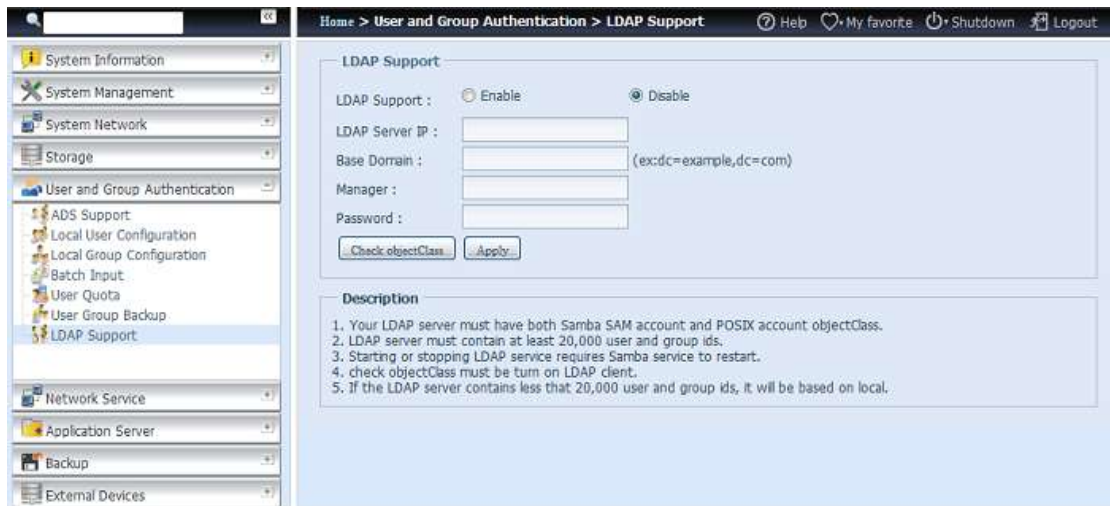 Home > User and Group Authentication > LDAP Support
Help My favorite Shutdown Logout
System Information
System Management
System Network
Storage
User and Group Authentication
ADS Support
Local User Configuration
Local Group Configuration
Batch Input
User Quota
User Group Backup
LDAP Support
Network Service
Application Server
Backup
External Devices
LDAP Support
LDAP Support : Enable Disable
LDAP Server IP :
Base Domain : (ex:dc=example,dc=com)
Manager :
Password :
Check objectClass Apply
Description
1. Your LDAP server must have both Samba SAM account and POSIX account objectClass.
2. LDAP server must contain at least 20,000 user and group ids.
3. Starting or stopping LDAP service requires Samba service to restart.
4. check objectClass must be turn on LDAP client.
5. If the LDAP server contains less that 20,000 user and group ids, it will be based on local.